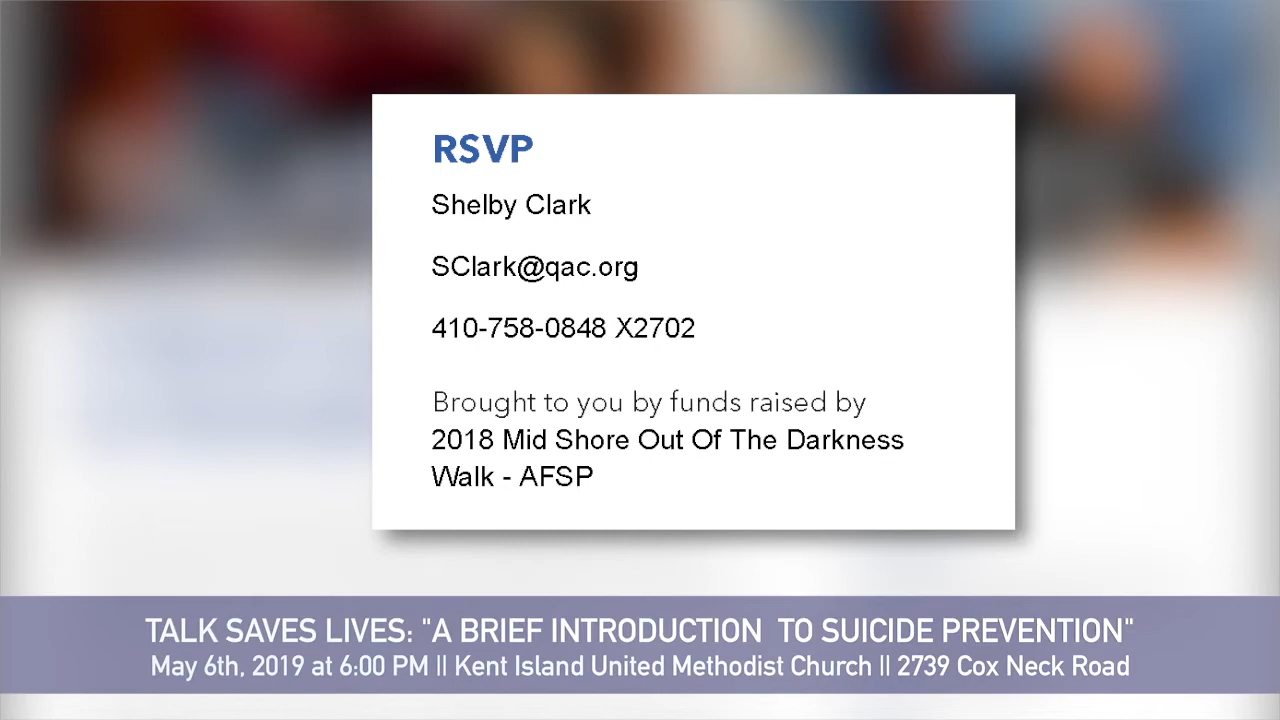 RSVP
Shelby Clark
SClark@qac.org
410-758-0848 X2702
Brought to you by funds raised by
2018 Mid Shore Out Of The Darkness
Walk - AFSP
TALK SAVES LIVES: "A BRIEF INTRODUCTION  TO SUICIDE PREVENTION"
May 6th, 2019 at 6:00 PM || Kent Island United Methodist Church || 2739 Cox Neck Road